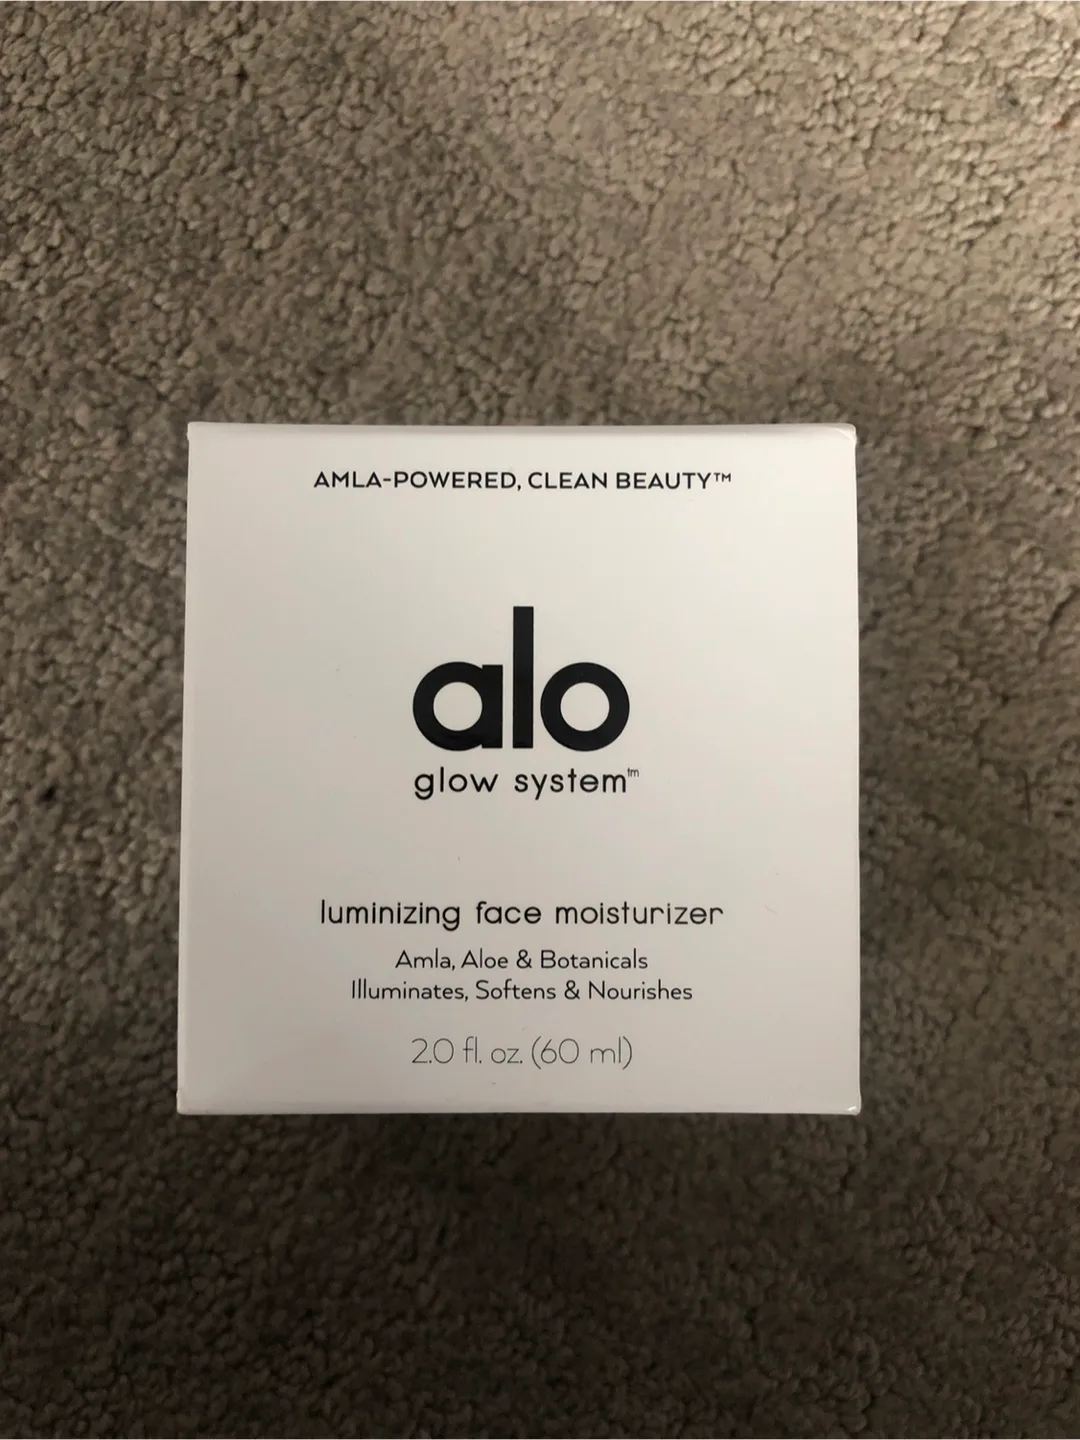 AMLA-POWERED, CLEAN BEAUTY™
alo
glow system™
luminizing face moisturizer
Amla, Aloe & Botanicals
Illuminates, Softens & Nourishes
2.0 fl. oz. (60 ml)